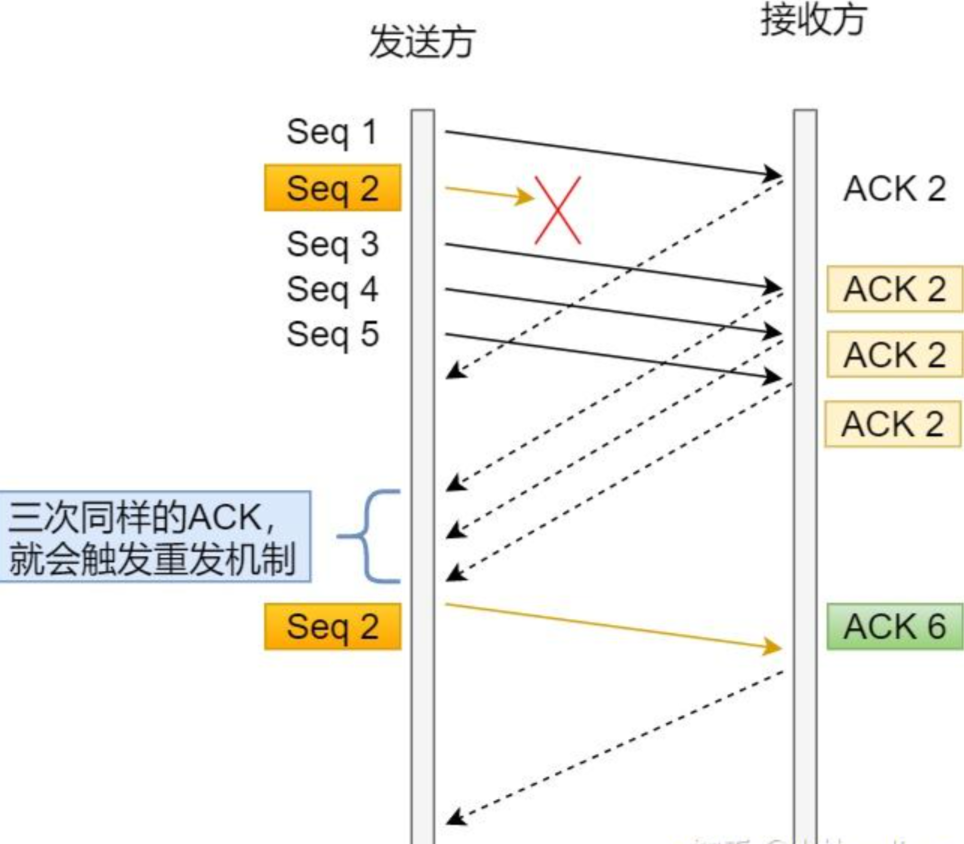 发送方
接收方
Seq 1
Seq 2
ACK 2
Seq 3
Seq 4
ACK 2
Seq 5
ACK 2
ACK 2
三次同样的ACK，
就会触发重发机制
Seq 2
ACK 6